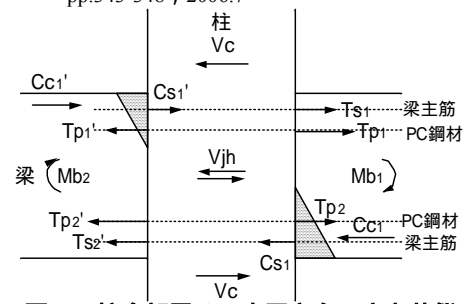 柱
Vc
Cc1'
Cs1'
Ts1 梁主筋
Tp1' Tp1 PC鋼材
Vjh
梁 Mb2 Mb1
Tp2' Tp2 PC鋼材
Cc1
Ts2' 梁主筋
Cs1
Vc